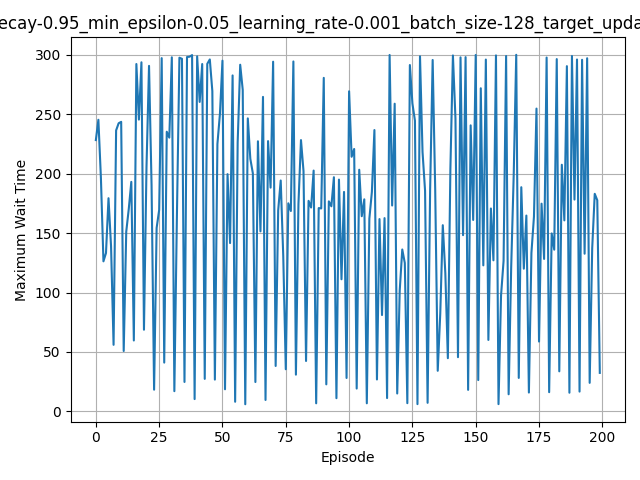 ecay-0.95_min_epsilon-0.05_learning_rate-0.001_batch_size-128_target_upda
Maximum Wait Time
300
250
200
150
100
50
0
0 25 50 75 100 125 150 175 200
Episode